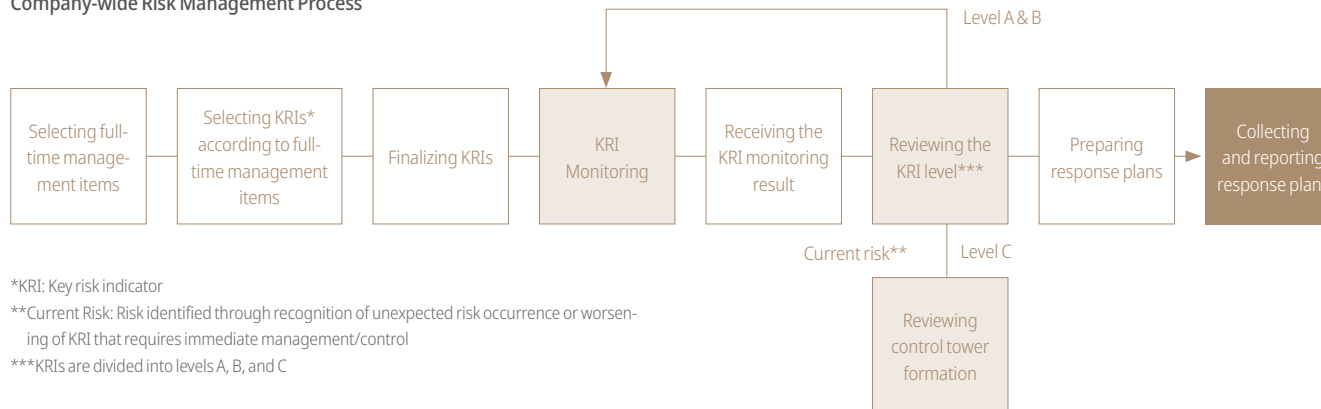 Company-wide Risk Management Process
Level A & B
Selecting full-
time manage-
ment items
Selecting KRIs*
according to full-
time management
items
Finalizing KRIs
KRI
Monitoring
Receiving the
KRI monitoring
result
Reviewing the
KRI level***
Preparing
response plans
Collecting
and reporting
response plan
Current risk**
Level C
Reviewing
control tower
formation
*KRI: Key risk indicator
**Current Risk: Risk identified through recognition of unexpected risk occurrence or worsen-
ing of KRI that requires immediate management/control
***KRIs are divided into levels A, B, and C